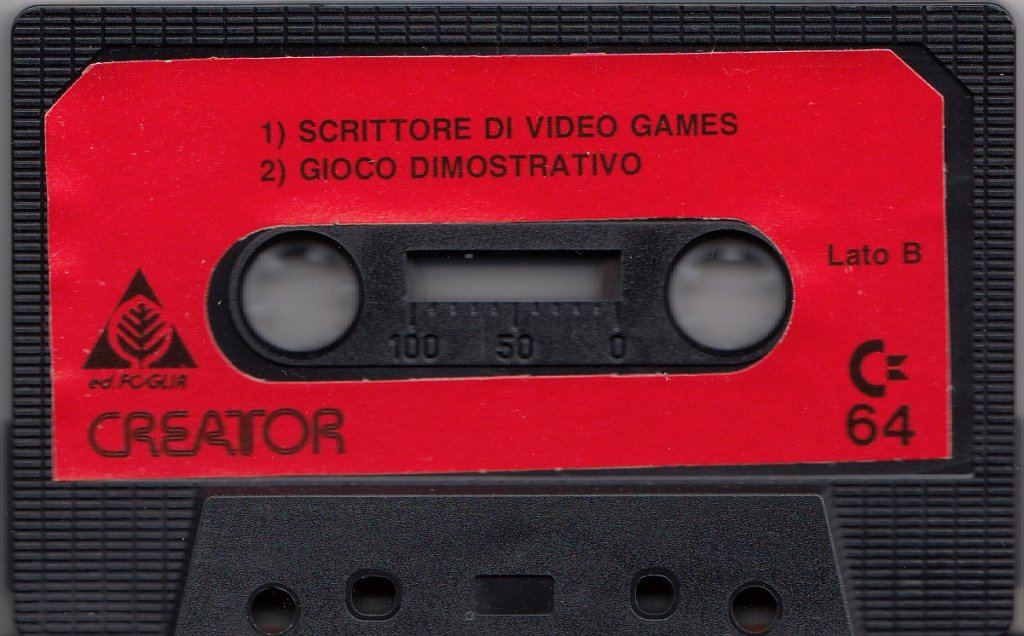 1) SCRITTORE DI VIDEO GAMES
2) GIOCO DIMOSTRATIVO
Lato B
100 50 0
ed. FOGLIA
CREATOR
64